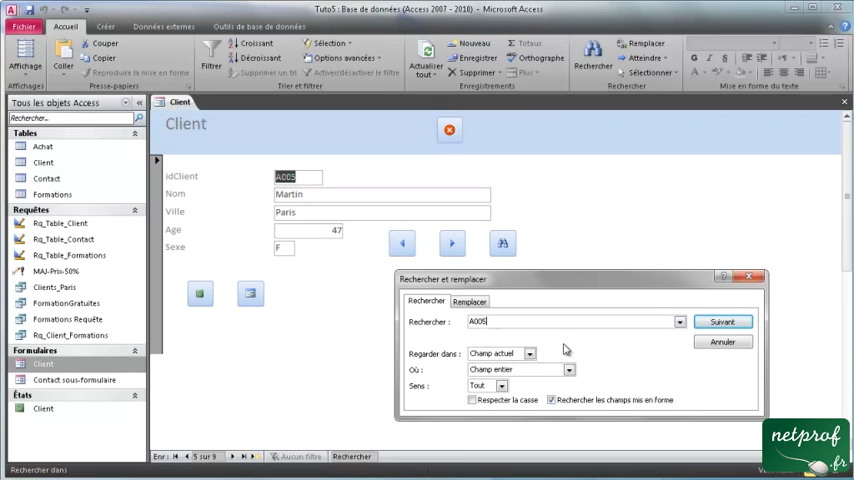 Tuto5 : Base de données (Access 2007 - 2010) - Microsoft Access
Fichier Accueil Créer Données externes Outils de base de données
Affichage
Affichages
Coller
Couper
Copier
Reproduire la mise en forme
Presse-papiers
Filtrer
Croissant
Décroissant
Supprimer un tri
Sélection
Options avancées
Activer/désactiver le filtre
Trier et filtrer
Actualiser tout
Nouveau
Enregistrer
Supprimer
Totaux
Orthographe
Plus
Enregistrements
Rechercher
Remplacer
Atteindre
Sélectionner
Rechercher
G I S
Mise en forme du texte
Tous les objets Access
Rechercher...
Tables
Achat
Client
Contact
Formations
Requêtes
Rq_Table_Client
Rq_Table_Contact
Rq_Table_Formations
MAJ-Prix-50%
Clients_Paris
FormationGratuites
Formations Requête
Rq_Client_Formations
Formulaires
Client
Contact sous-formulaire
États
Client
Client
Client
idClient A005
Nom Martin
Ville Paris
Age 47
Sexe F
Rechercher et remplacer
Rechercher Remplacer
Rechercher : A005
Suivant
Annuler
Regarder dans : Champ actuel
Où : Champ entier
Sens : Tout
Respecter la casse Rechercher les champs mis en forme
Enr : 5 sur 9 Aucun filtre Rechercher
Rechercher dans
netprof
.fr